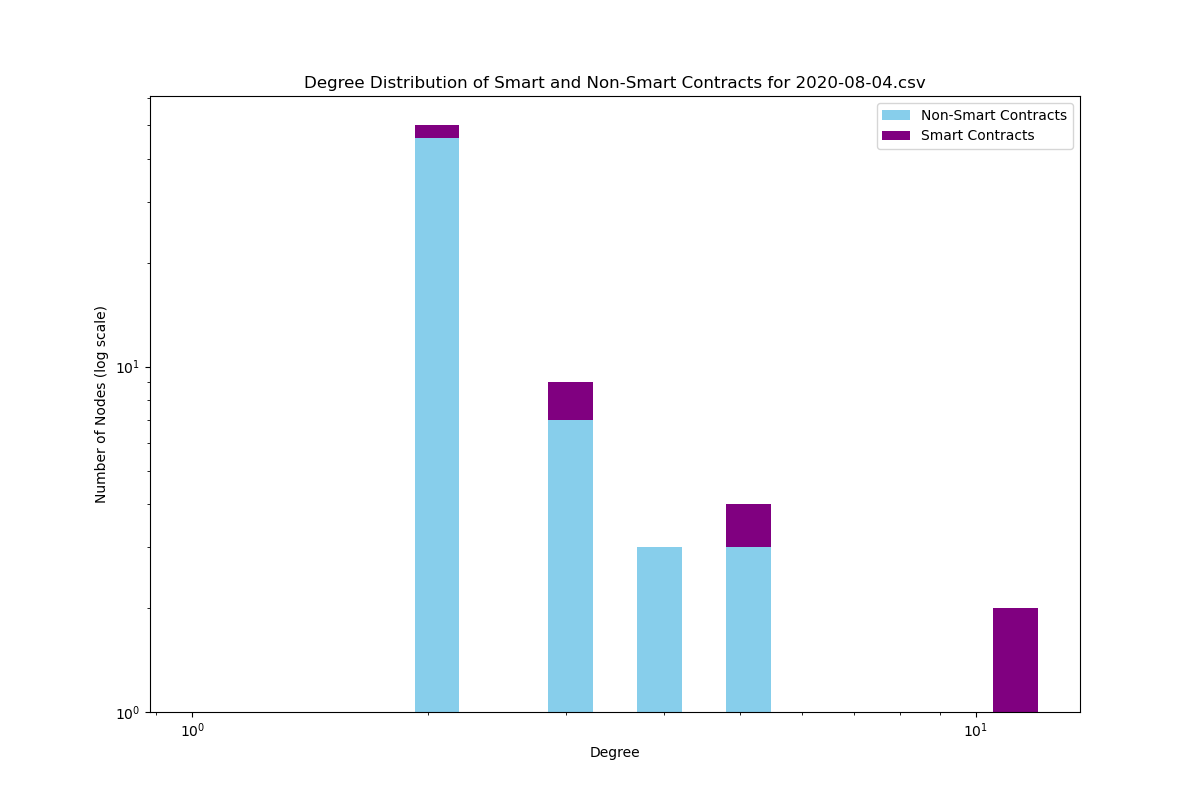 Degree Distribution of Smart and Non-Smart Contracts for 2020-08-04.csv
Non-Smart Contracts
Smart Contracts
Number of Nodes (log scale)
10¹
10⁰
10⁰
10¹
Degree